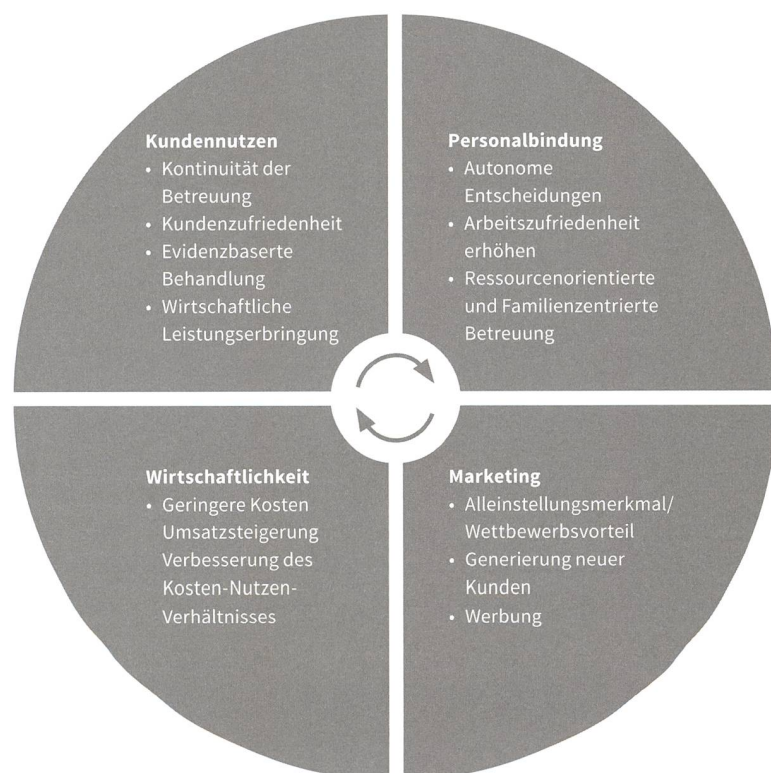 Kundennutzen
• Kontinuität der
Betreuung
• Kundenzufriedenheit
• Evidenzbaserte
Behandlung
• Wirtschaftliche
Leistungserbringung
Personalbindung
• Autonome
Entscheidungen
• Arbeitszufriedenheit
erhöhen
• Ressourcenorientierte
und Familienzentrierte
Betreuung
Wirtschaftlichkeit
• Geringere Kosten
Umsatzsteigerung
Verbesserung des
Kosten-Nutzen-
Verhältnisses
Marketing
• Alleinstellungsmerkmal/
Wettbewerbsvorteil
• Generierung neuer
Kunden
• Werbung